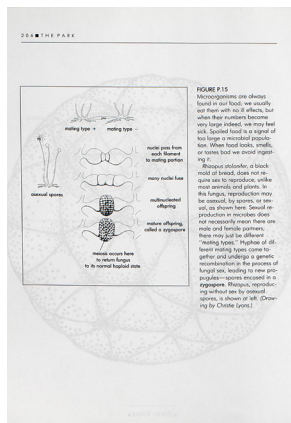 206 ■ THE PARK
mating type +
mating type -
nuclei pass from
each filament
to mating partion
many nuclei fuse
asexual spores
multinucleated
offspring
mature offspring,
called a zygospore
meiosis occurs here
to return fungus
to its normal haploid state
FIGURE P.15
Microorganisms are always
found in our food; we usually
eat them with no ill effects, but
when their numbers become
very large indeed, we may feel
sick. Spoiled food is a signal of
too large a microbial popula-
tion. When food looks, smells,
or tastes bad we avoid ingest-
ing it.
Rhizopus stolonifer, a black
mold of bread, does not re-
quire sex to reproduce, unlike
most animals and plants. In
this fungus, reproduction may
be asexual, by spores, or sex-
ual, as shown here. Sexual re-
production in microbes does
not necessarily mean there are
male and female partners;
there may just be different
"mating types." Hyphae of dif-
ferent mating types come to-
gether and undergo a genetic
recombination in the process of
fungal sex, leading to new pro-
pagules—spores encased in a
zygospore. Rhizopus, reproduc-
ing without sex by asexual
spores, is shown at left. (Draw-
ing by Christie Lyons.)